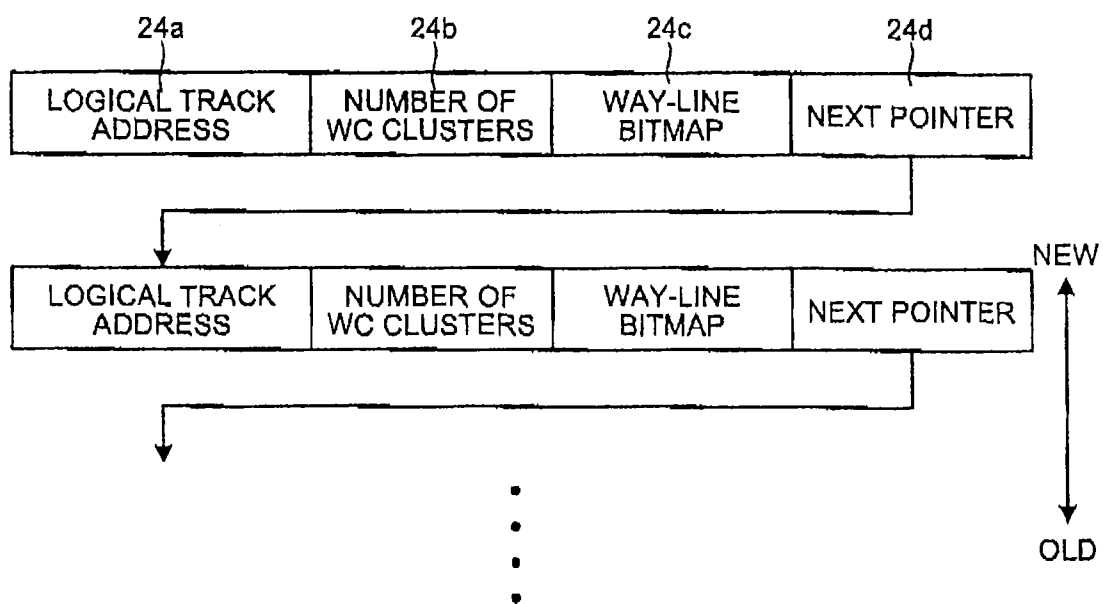 24a 24b 24c 24d
LOGICAL TRACK ADDRESS
NUMBER OF WC CLUSTERS
WAY-LINE BITMAP
NEXT POINTER
LOGICAL TRACK ADDRESS
NUMBER OF WC CLUSTERS
WAY-LINE BITMAP
NEXT POINTER
NEW
OLD